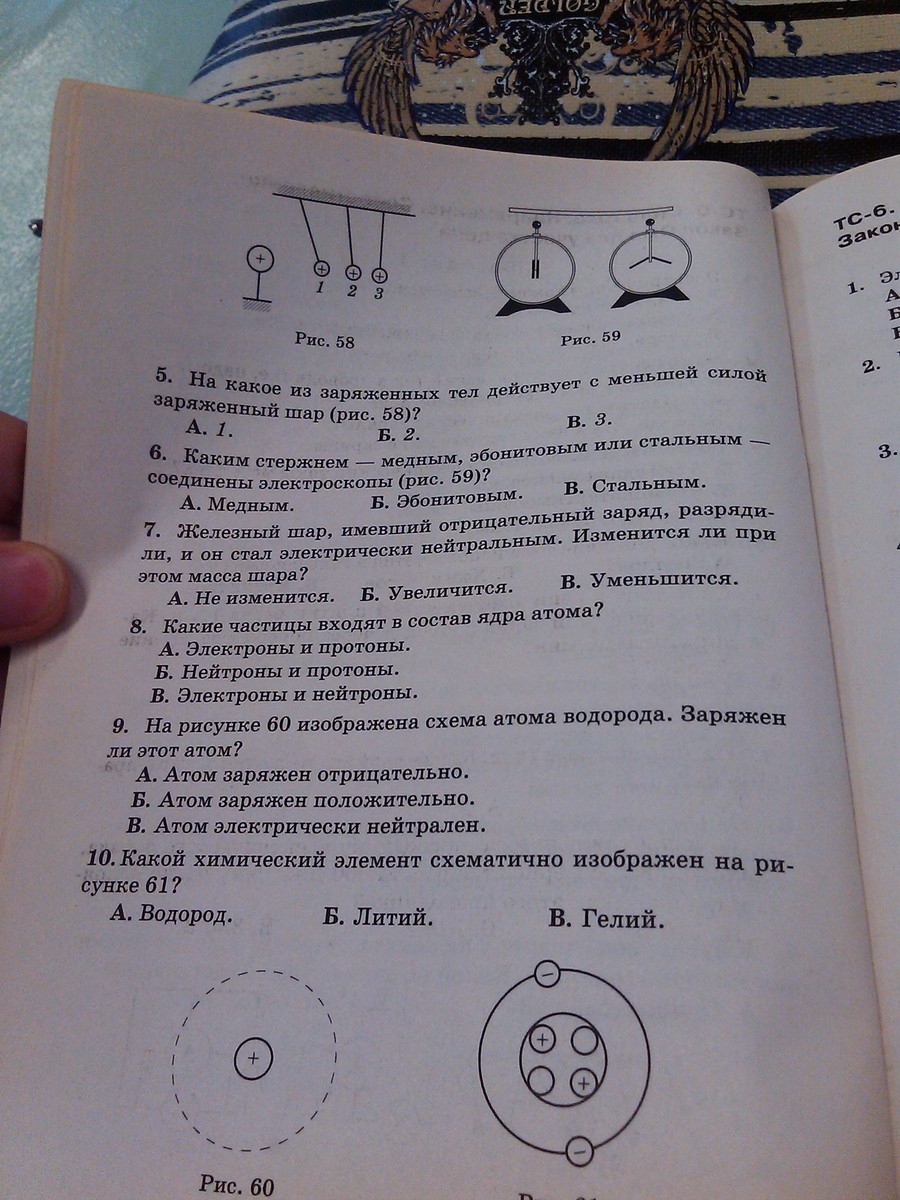 GOLDEN
1 2 3
Рис. 58
Рис. 59
5. На какое из заряженных тел действует с меньшей силой
заряженный шар (рис. 58)?
А. 1. Б. 2. В. 3.
6. Каким стержнем — медным, эбонитовым или стальным —
соединены электроскопы (рис. 59)?
А. Медным. Б. Эбонитовым. В. Стальным.
7. Железный шар, имевший отрицательный заряд, разряди-
ли, и он стал электрически нейтральным. Изменится ли при
этом масса шара?
А. Не изменится. Б. Увеличится. В. Уменьшится.
8. Какие частицы входят в состав ядра атома?
А. Электроны и протоны.
Б. Нейтроны и протоны.
В. Электроны и нейтроны.
9. На рисунке 60 изображена схема атома водорода. Заряжен
ли этот атом?
А. Атом заряжен отрицательно.
Б. Атом заряжен положительно.
В. Атом электрически нейтрален.
10. Какой химический элемент схематично изображен на ри-
сунке 61?
А. Водород. Б. Литий. В. Гелий.
Рис. 60
ТС-6.
Закон
1. Эл
А
Б
2.
3.